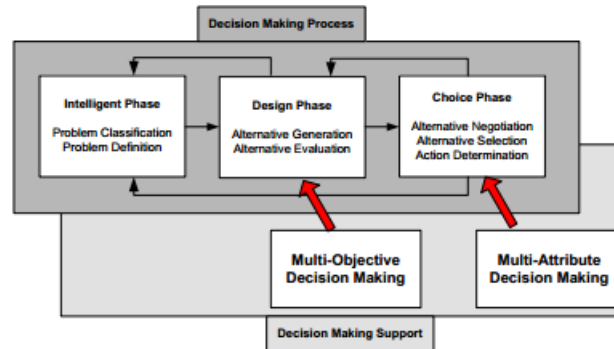 Decision Making Process
Intelligent Phase
Problem Classification
Problem Definition
Design Phase
Alternative Generation
Alternative Evaluation
Choice Phase
Alternative Negotiation
Alternative Selection
Action Determination
Multi-Objective
Decision Making
Multi-Attribute
Decision Making
Decision Making Support